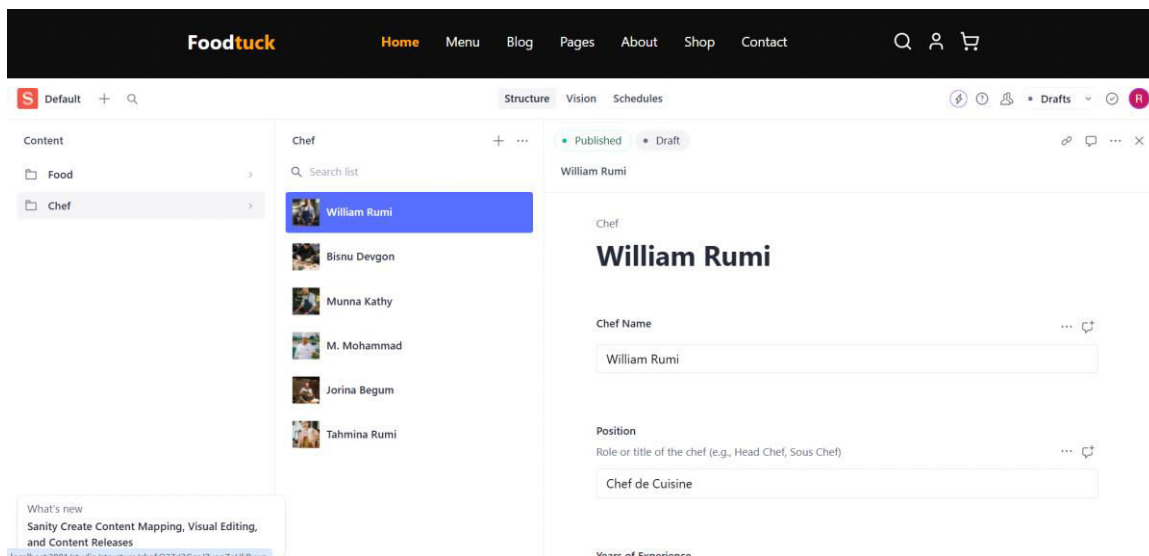 Foodtuck Home Menu Blog Pages About Shop Contact
S Default Structure Vision Schedules Drafts R
Content
Food
Chef
Chef
Search list
William Rumi
Bisnu Devgon
Munna Kathy
M. Mohammad
Jorina Begum
Tahmina Rumi
Published Draft
William Rumi
Chef
William Rumi
Chef Name
William Rumi
Position
Role or title of the chef (e.g., Head Chef, Sous Chef)
Chef de Cuisine
Years of Experience
What's new
Sanity Create Content Mapping, Visual Editing,
and Content Releases